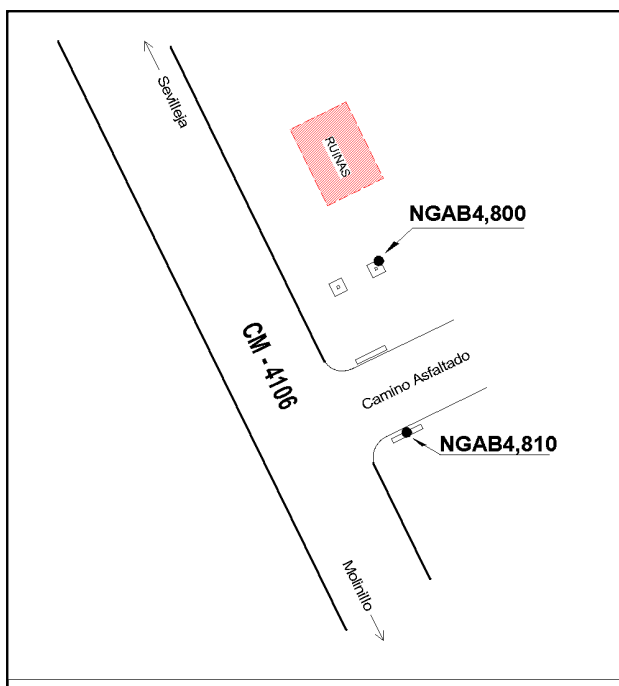 Sevilleja
RUINAS
NGAB4,800
CM - 4106
Camino Asfaltado
NGAB4,810
Molinillo